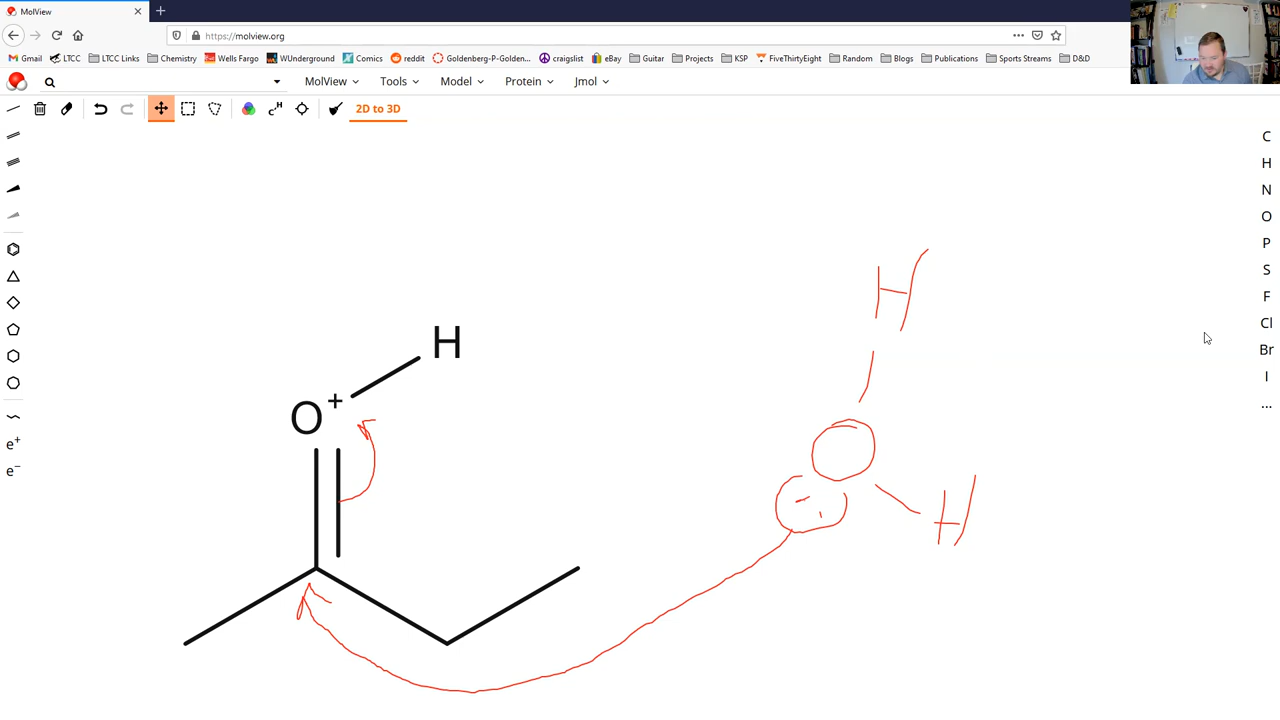 MolView
https://molview.org
Gmail LTCC LTCC Links Chemistry Wells Fargo WUnderground Comics reddit Goldenberg-P-Golden... craigslist eBay Guitar Projects KSP FiveThirtyEight Random Blogs Publications Sports Streams D&D
MolView Tools Model Protein Jmol
C H 2D to 3D
C
H
N
O
P
S
F
Cl
Br
I
...
e+
e−
H
O +
H
O
H